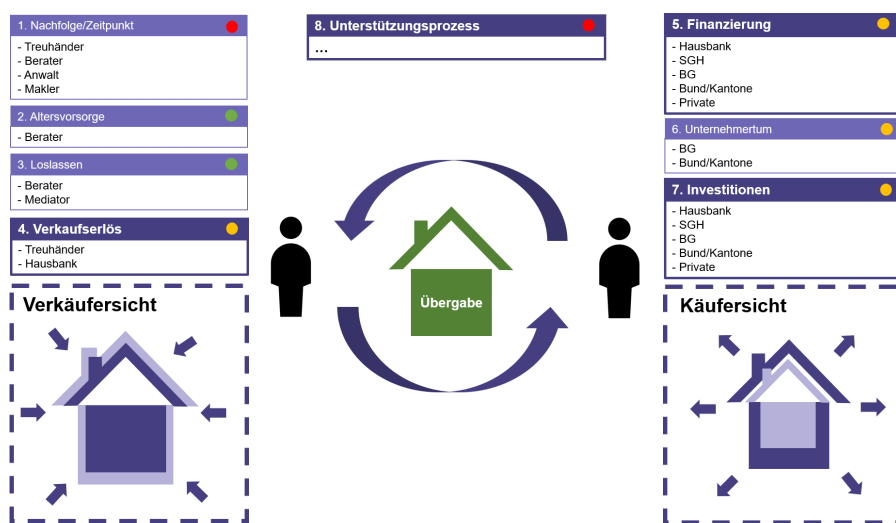 1. Nachfolge/Zeitpunkt
- Treuhänder
- Berater
- Anwalt
- Makler
2. Altersvorsorge
- Berater
3. Loslassen
- Berater
- Mediator
4. Verkaufserlös
- Treuhänder
- Hausbank
Verkäufersicht
8. Unterstützungsprozess
...
Übergabe
5. Finanzierung
- Hausbank
- SGH
- BG
- Bund/Kantone
- Private
6. Unternehmertum
- BG
- Bund/Kantone
7. Investitionen
- Hausbank
- SGH
- BG
- Bund/Kantone
- Private
Käufersicht